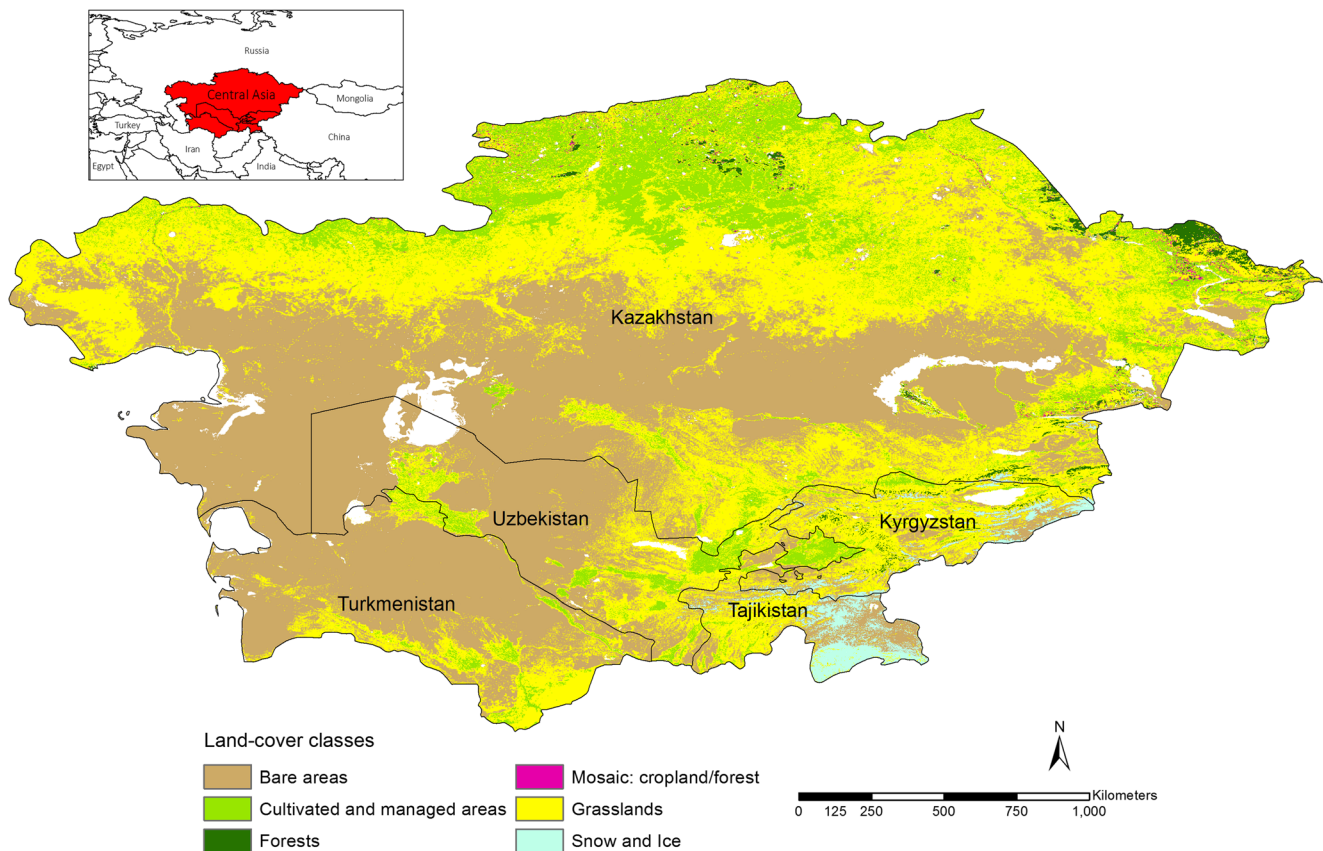 Russia
Central Asia
Mongolia
Turkey
China
Iran
Egypt
India
Kazakhstan
Uzbekistan
Kyrgyzstan
Turkmenistan
Tajikistan
Land-cover classes
Bare areas
Cultivated and managed areas
Forests
Mosaic: cropland/forest
Grasslands
Snow and Ice
N
Kilometers
0 125 250 500 750 1,000